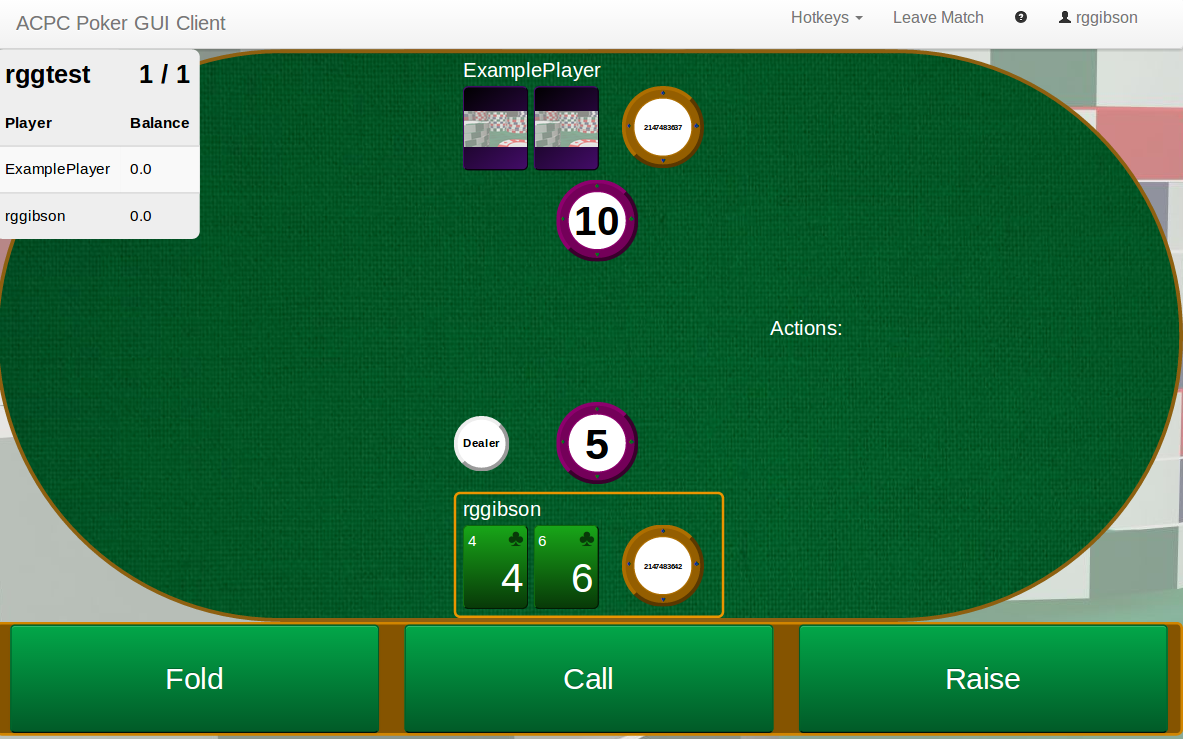 ACPC Poker GUI Client
Hotkeys
Leave Match
?
rggibson
rggtest 1 / 1
Player Balance
ExamplePlayer 0.0
rggibson 0.0
ExamplePlayer
2147483637
10
Actions:
Dealer
5
rggibson
4 6
4 6
2147483642
Fold
Call
Raise